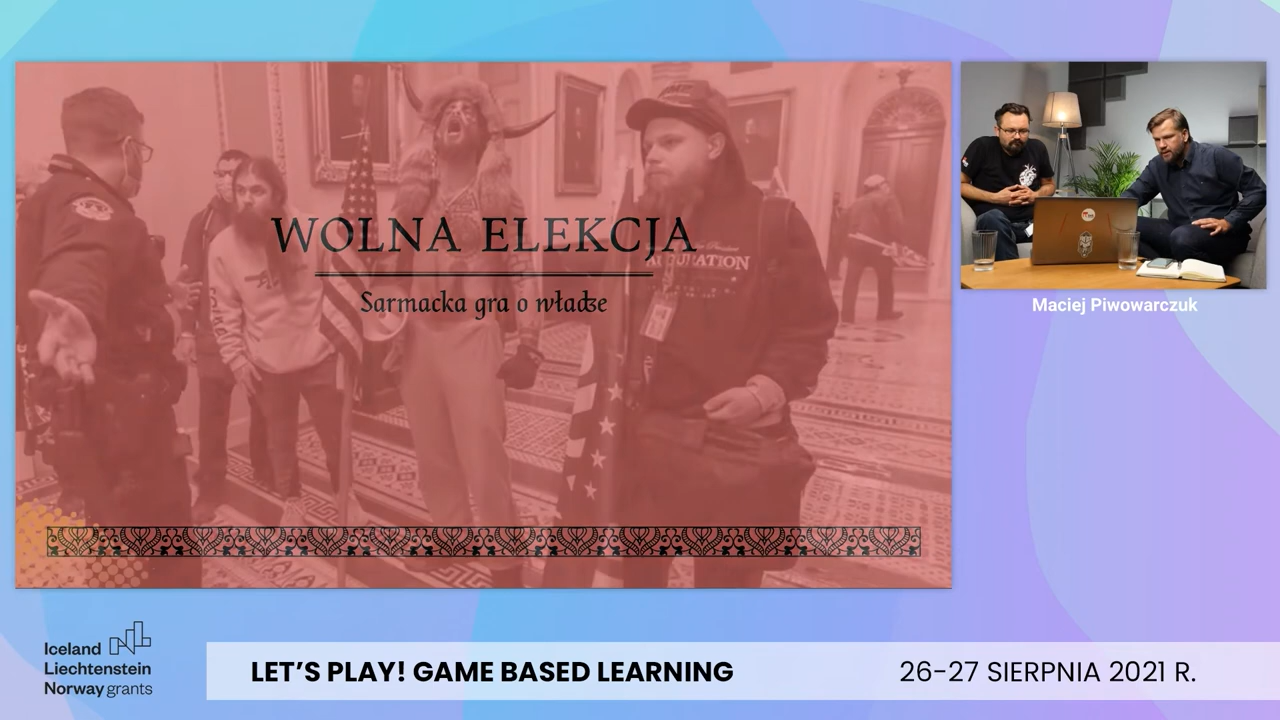 WOLNA ELEKCJA
Sarmacka gra o władzę
Maciej Piwowarczuk
Iceland
Liechtenstein
Norway grants
LET'S PLAY! GAME BASED LEARNING
26-27 SIERPNIA 2021 R.